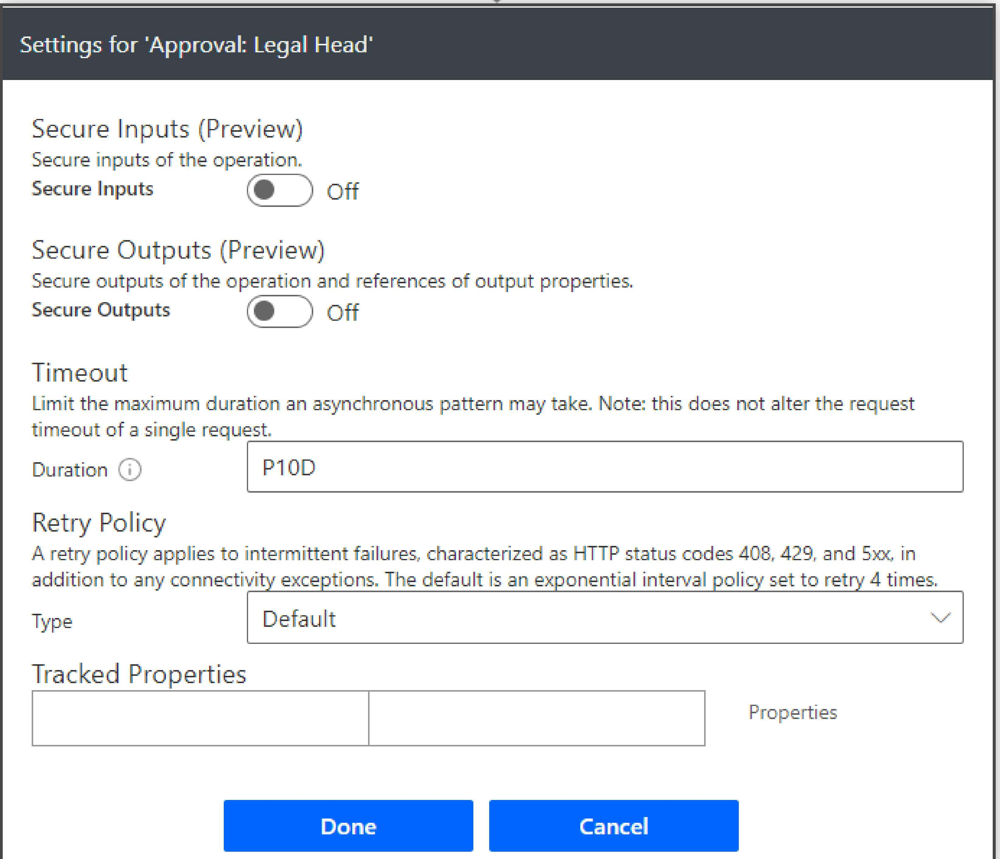 Settings for 'Approval: Legal Head'
Secure Inputs (Preview)
Secure inputs of the operation.
Secure Inputs Off
Secure Outputs (Preview)
Secure outputs of the operation and references of output properties.
Secure Outputs Off
Timeout
Limit the maximum duration an asynchronous pattern may take. Note: this does not alter the request
timeout of a single request.
Duration P10D
Retry Policy
A retry policy applies to intermittent failures, characterized as HTTP status codes 408, 429, and 5xx, in
addition to any connectivity exceptions. The default is an exponential interval policy set to retry 4 times.
Type Default
Tracked Properties
Properties
Done Cancel